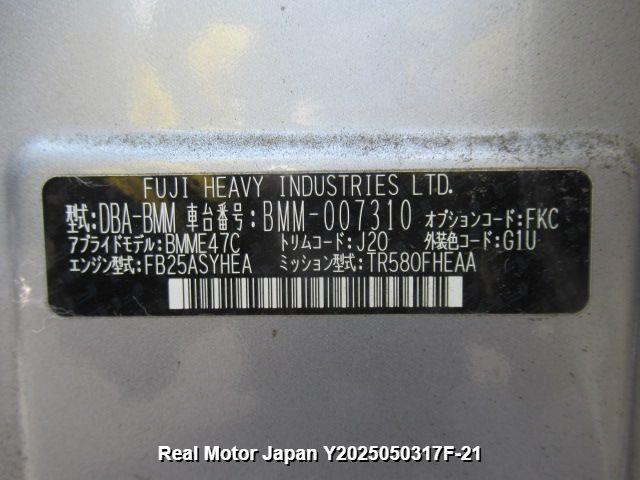 FUJI HEAVY INDUSTRIES LTD.
型式:DBA-BMM 車台番号:BMM-007310 オプションコード:FKC
アプライドモデル:BMME47C トリムコード:J20 外装色コード:G1U
エンジン型式:FB25ASYHEA ミッション型式:TR580FHEAA
Real Motor Japan Y2025050317F-21